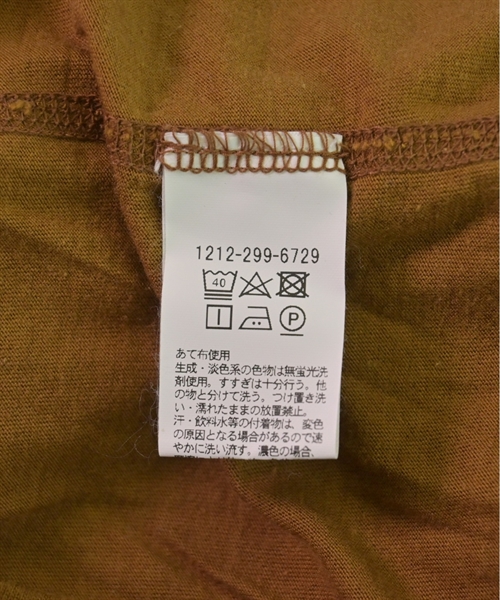 1212-299-6729
40
P
あて布使用
生成・淡色系の色物は無蛍光洗
剤使用。すすぎは十分行う。他
の物と分けて洗う。つけ置き洗
い・濡れたままの放置禁止。
汗・飲料水等の付着物は、変色
の原因となる場合があるので速
やかに洗い流す。濃色の場合、